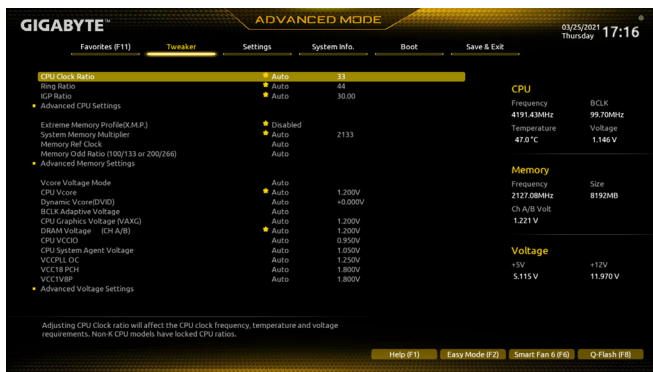 GIGABYTE™
ADVANCED MODE
03/25/2021 Thursday 17:16
Favorites (F11) Tweaker Settings System Info. Boot Save & Exit
CPU Clock Ratio Auto 33
Ring Ratio Auto 44
IGP Ratio Auto 30.00
Advanced CPU Settings
Extreme Memory Profile(X.M.P.) Disabled
System Memory Multiplier Auto 2133
Memory Ref Clock Auto
Memory Odd Ratio (100/133 or 200/266) Auto
Advanced Memory Settings
Vcore Voltage Mode Auto
CPU Vcore Auto 1.200V
Dynamic Vcore(DVID) Auto +0.000V
BCLK Adaptive Voltage Auto
CPU Graphics Voltage (VAXG) Auto 1.200V
DRAM Voltage (CH A/B) Auto 1.200V
CPU VCCIO Auto 0.950V
CPU System Agent Voltage Auto 1.050V
VCCPLL OC Auto 1.250V
VCC18 PCH Auto 1.800V
VCC1V8P Auto 1.800V
Advanced Voltage Settings
CPU
Frequency BCLK
4191.43MHz 99.70MHz
Temperature Voltage
47.0 °C 1.146 V
Memory
Frequency Size
2127.08MHz 8192MB
Ch A/B Volt
1.221 V
Voltage
+5V +12V
5.115 V 11.970 V
Adjusting CPU Clock ratio will affect the CPU clock frequency, temperature and voltage
requirements. Non-K CPU models have locked CPU ratios.
Help (F1) Easy Mode (F2) Smart Fan 6 (F6) Q-Flash (F8)